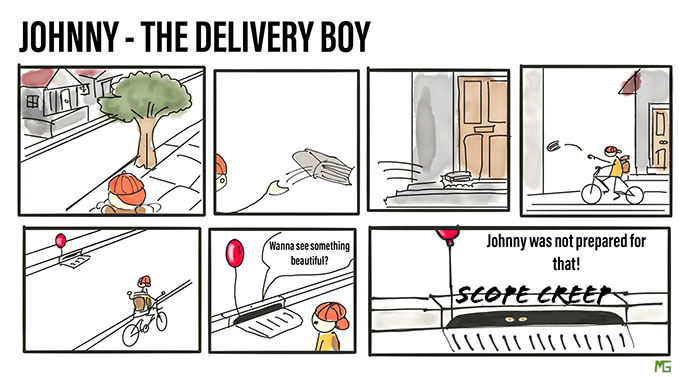 JOHNNY - THE DELIVERY BOY
Wanna see something
beautiful?
Johnny was not prepared for
that!
SCOPE CREEP
MG